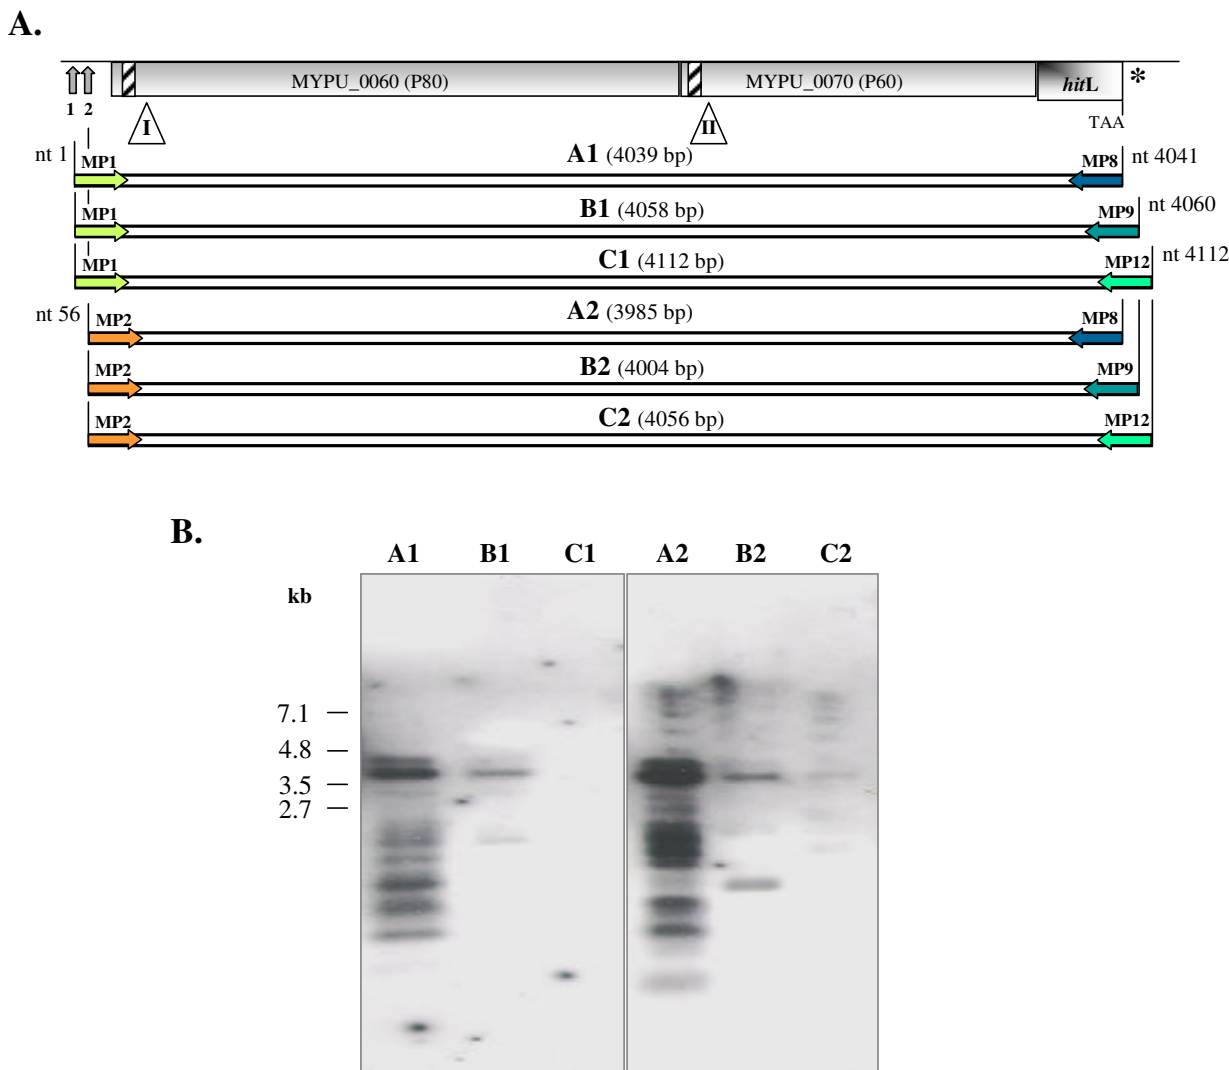 A.
MYPU_0060 (P80)
MYPU_0070 (P60)
hitL
*
1 2
I
II
TAA
nt 1
MP1
A1 (4039 bp)
MP8
nt 4041
MP1
B1 (4058 bp)
MP9
nt 4060
MP1
C1 (4112 bp)
MP12
nt 4112
nt 56
MP2
A2 (3985 bp)
MP8
MP2
B2 (4004 bp)
MP9
MP2
C2 (4056 bp)
MP12
B.
A1 B1 C1 A2 B2 C2
kb
7.1
4.8
3.5
2.7